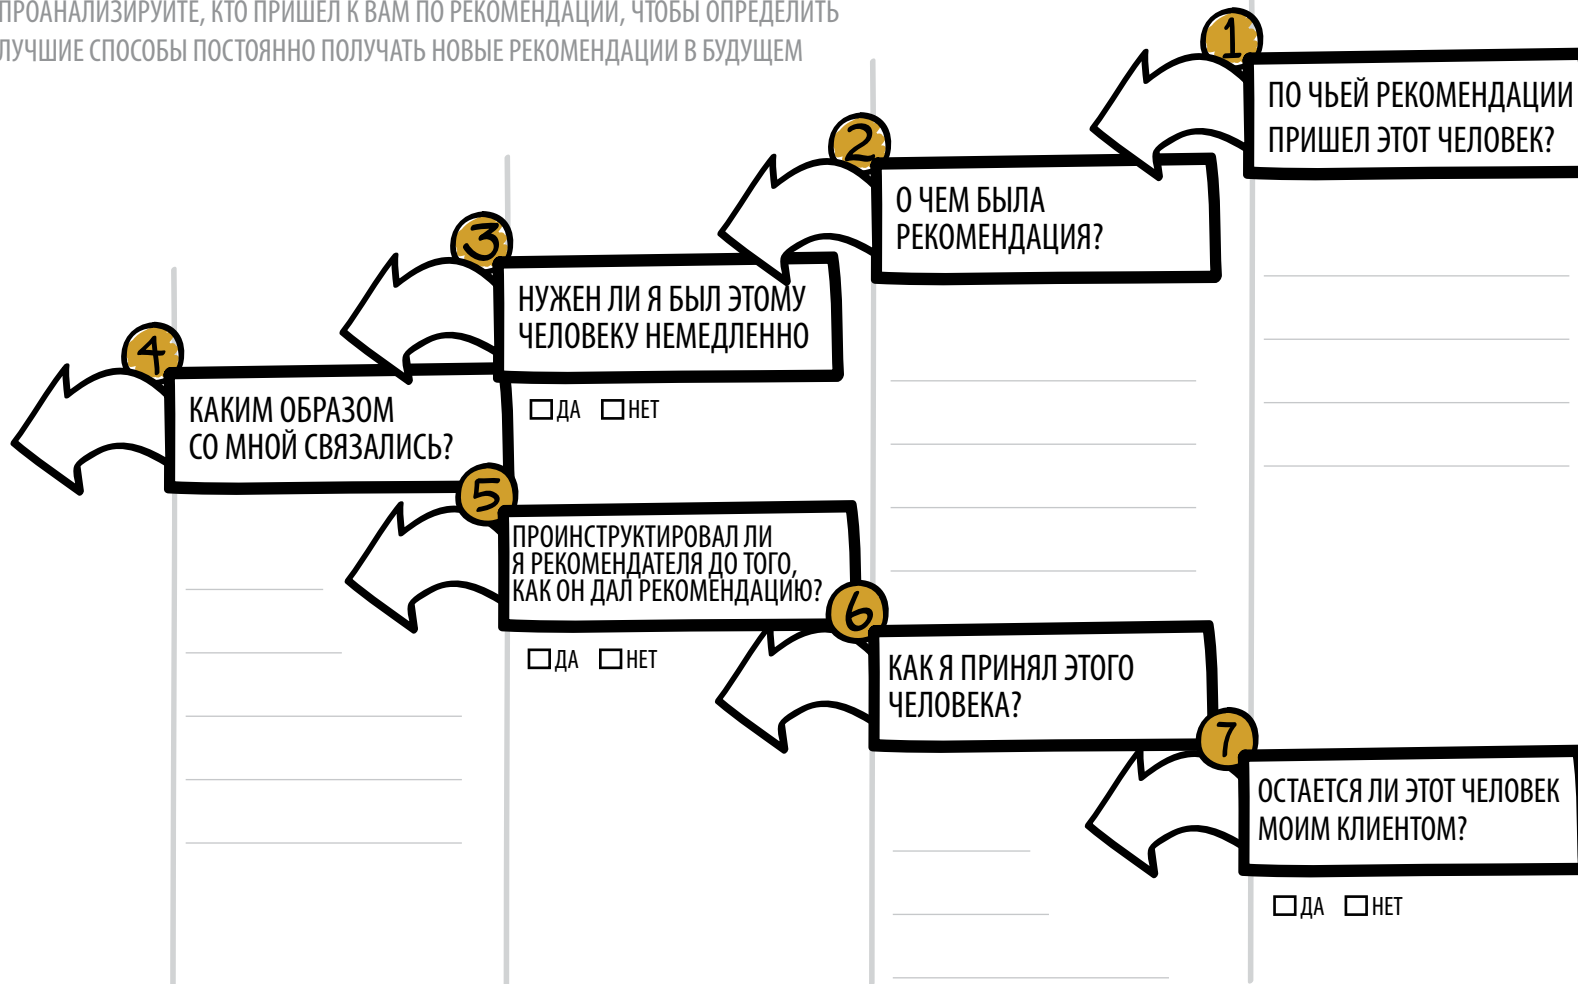 ПРОАНАЛИЗИРУЙТЕ, КТО ПРИШЕЛ К ВАМ ПО РЕКОМЕНДАЦИИ, ЧТОБЫ ОПРЕДЕЛИТЬ
ЛУЧШИЕ СПОСОБЫ ПОСТОЯННО ПОЛУЧАТЬ НОВЫЕ РЕКОМЕНДАЦИИ В БУДУЩЕМ
1
ПО ЧЬЕЙ РЕКОМЕНДАЦИИ
ПРИШЕЛ ЭТОТ ЧЕЛОВЕК?
2
О ЧЕМ БЫЛА
РЕКОМЕНДАЦИЯ?
3
НУЖЕН ЛИ Я БЫЛ ЭТОМУ
ЧЕЛОВЕКУ НЕМЕДЛЕННО
ДА НЕТ
4
КАКИМ ОБРАЗОМ
СО МНОЙ СВЯЗАЛИСЬ?
5
ПРОИНСТРУКТИРОВАЛ ЛИ
Я РЕКОМЕНДАТЕЛЯ ДО ТОГО,
КАК ОН ДАЛ РЕКОМЕНДАЦИЮ?
ДА НЕТ
6
КАК Я ПРИНЯЛ ЭТОГО
ЧЕЛОВЕКА?
7
ОСТАЕТСЯ ЛИ ЭТОТ ЧЕЛОВЕК
МОИМ КЛИЕНТОМ?
ДА НЕТ